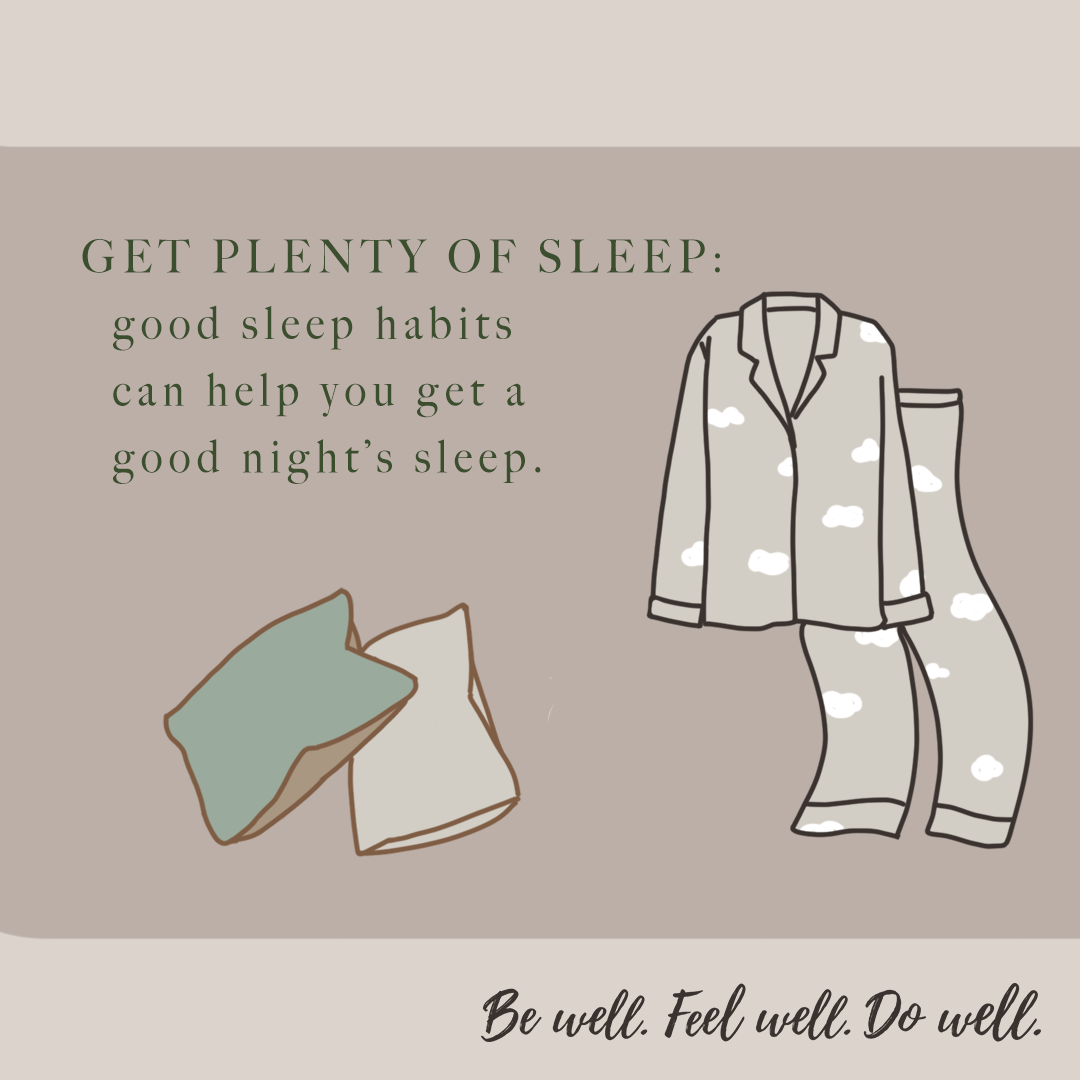 GET PLENTY OF SLEEP:
good sleep habits
can help you get a
good night’s sleep.
Be well. Feel well. Do well.